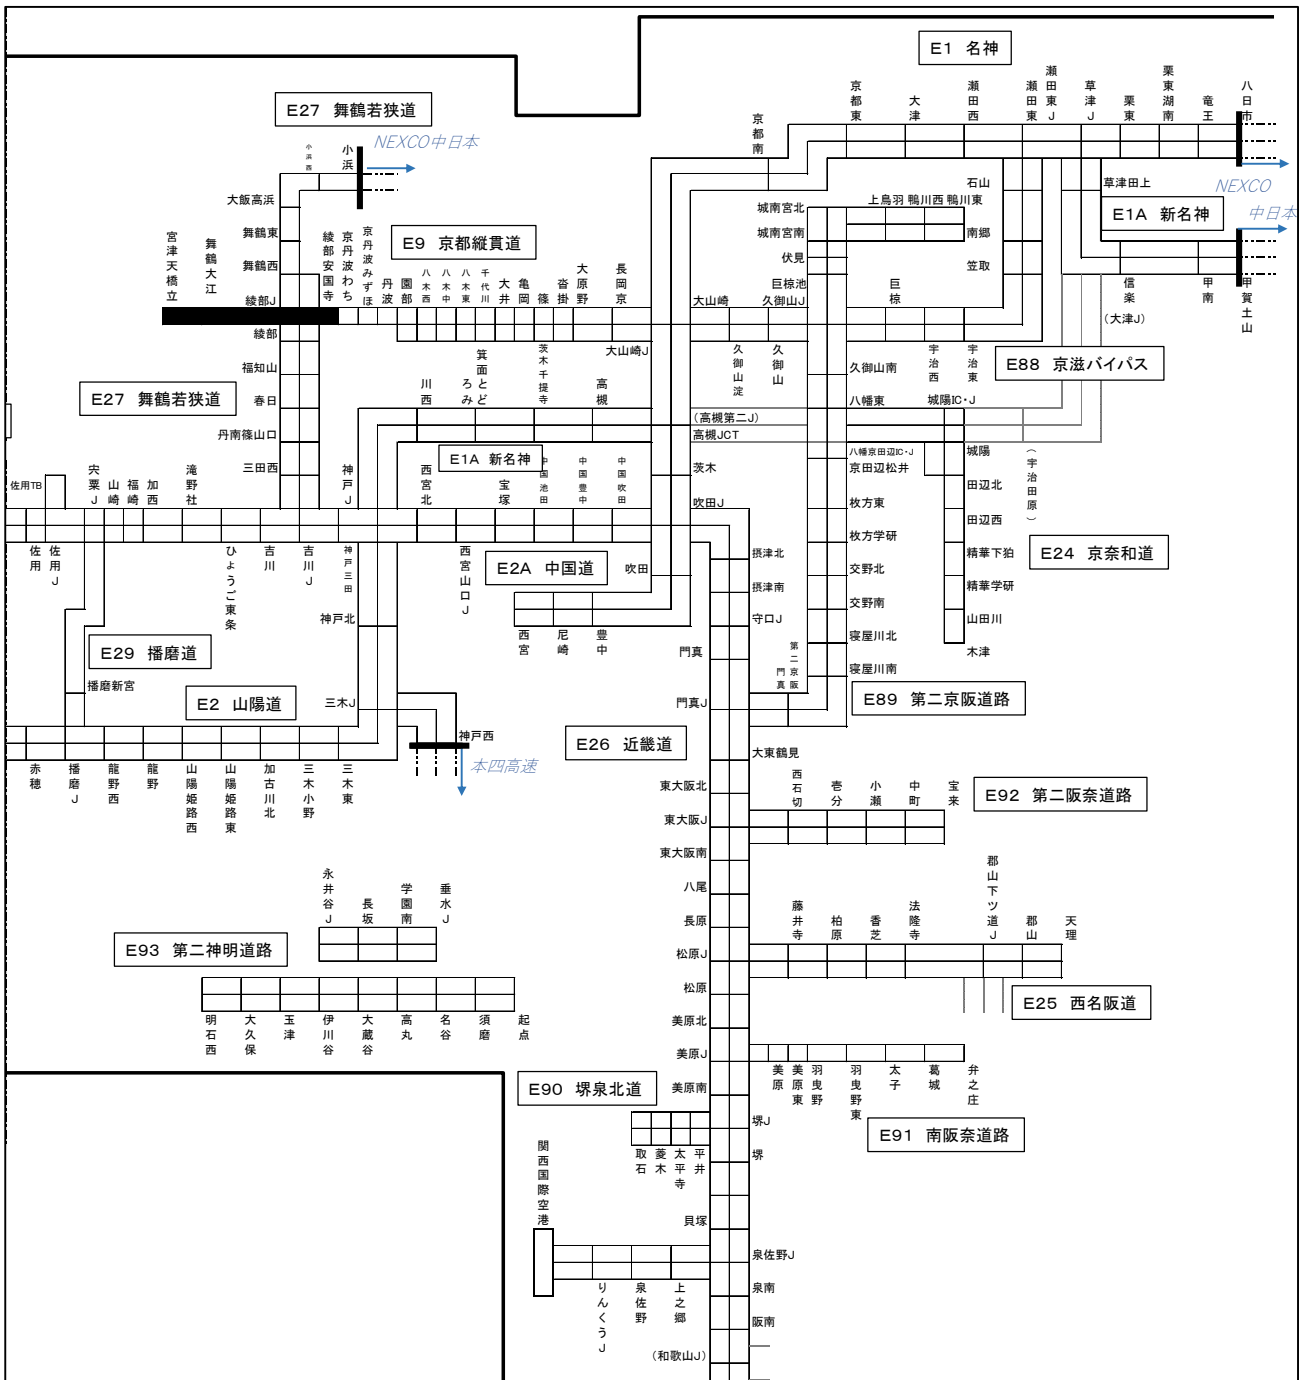 E1 名神
八日市
栗東湖南
竜王
栗東
草津J
瀬田東J
瀬田東
瀬田西
大津
京都東
京都南
E27 舞鶴若狭道
NEXCO中日本
小浜西
小浜
大飯高浜
舞鶴東
舞鶴西
綾部J
綾部
福知山
春日
丹南篠山口
三田西
E27 舞鶴若狭道
石山
南郷
笠取
草津田上
E1A 新名神
NEXCO
中日本
信楽
(大津J)
甲南
甲賀土山
E9 京都縦貫道
宮津天橋立
舞鶴大江
綾部安国寺
京丹波わち
京丹波みずほ
丹波
園部
八木西
八木中
八木東
千代川
大井
亀岡
篠
沓掛
大原野
長岡京
大山崎J
大山崎
久御山淀
久御山
久御山J
巨椋池
巨椋
宇治西
宇治東
E88 京滋バイパス
上鳥羽
鴨川西
鴨川東
城南宮北
城南宮南
伏見
久御山南
八幡東
城陽IC・J
八幡京田辺IC・J
京田辺松井
枚方東
枚方学研
交野北
交野南
寝屋川北
寝屋川南
第二京阪門真
E89 第二京阪道路
城陽
田辺北
田辺西
精華下狛
精華学研
山田川
木津
(宇治田原)
E24 京奈和道
川西
箕面とどろみ
茨木千提寺
高槻
(高槻第二J)
高槻JCT
茨木
吹田J
E1A 新名神
神戸J
西宮北
宝塚
中国池田
中国豊中
中国吹田
佐用TB
宍粟J
山崎
福崎
加西
滝野社
佐用
佐用J
ひょうご東条
吉川
吉川J
神戸三田
西宮山口J
E2A 中国道
吹田
西宮
尼崎
豊中
神戸北
E29 播磨道
播磨新宮
E2 山陽道
三木J
神戸西
本四高速
赤穂
播磨J
龍野西
龍野
山陽姫路西
山陽姫路東
加古川北
三木小野
三木東
摂津北
摂津南
守口J
門真
門真J
E26 近畿道
大東鶴見
東大阪北
東大阪J
東大阪南
八尾
長原
松原J
松原
美原北
美原J
美原南
西石切
壱分
小瀬
中町
宝来
E92 第二阪奈道路
藤井寺
柏原
香芝
法隆寺
郡山下ツ道J
郡山
天理
E25 西名阪道
美原
美原東
羽曳野
羽曳野東
太子
葛城
弁之庄
E91 南阪奈道路
E93 第二神明道路
永井谷J
長坂
学園南
垂水J
明石西
大久保
玉津
伊川谷
大蔵谷
高丸
名谷
須磨
起点
E90 堺泉北道
取石
菱木
太平寺
平井
堺J
堺
貝塚
関西国際空港
りんくうJ
泉佐野
上之郷
泉佐野J
泉南
阪南
(和歌山J)